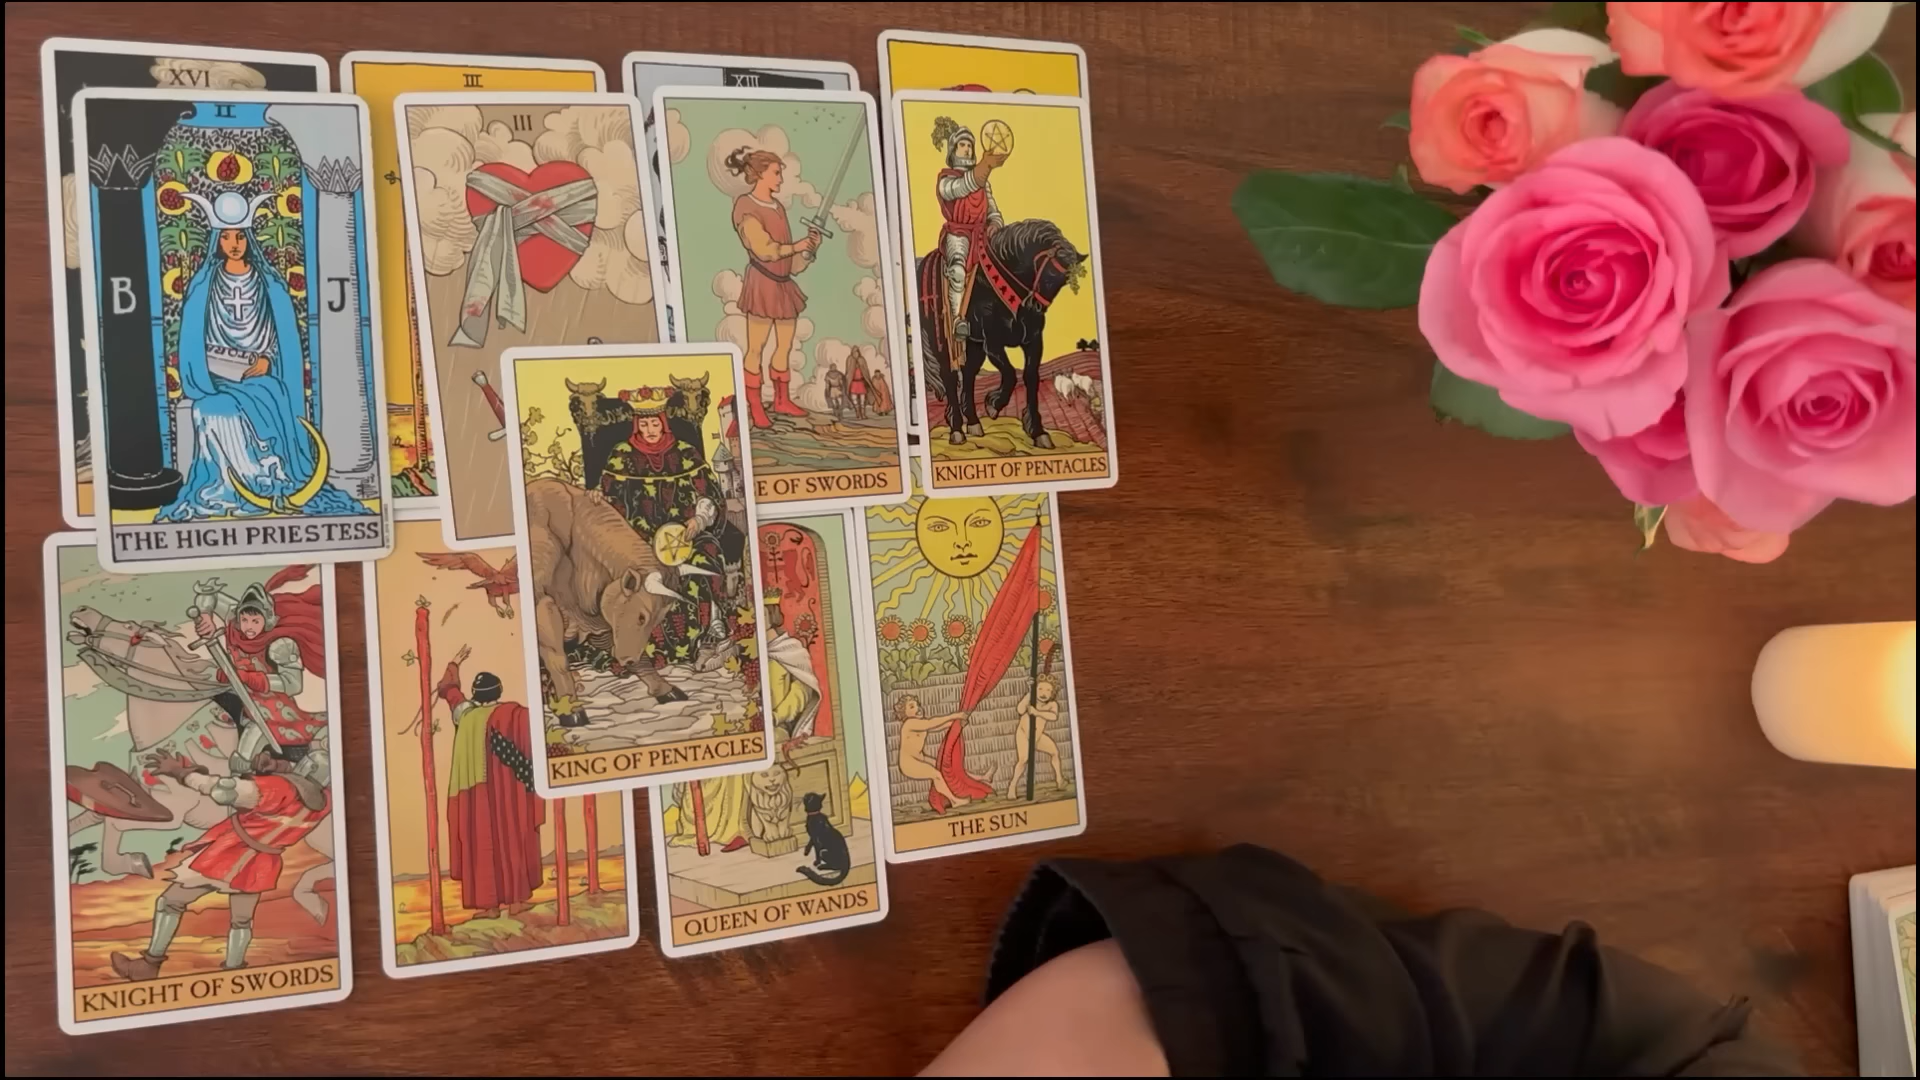 XVI
III
XIII
II
III
B
J
TORA
E OF SWORDS
KNIGHT OF PENTACLES
THE HIGH PRIESTESS
KING OF PENTACLES
THE SUN
QUEEN OF WANDS
KNIGHT OF SWORDS